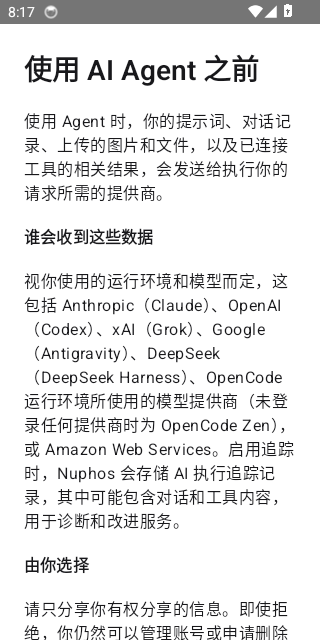 8:17
使用 AI Agent 之前
使用 Agent 时，你的提示词、对话记
录、上传的图片和文件，以及已连接
工具的相关结果，会发送给执行你的
请求所需的提供商。
谁会收到这些数据
视你使用的运行环境和模型而定，这
包括 Anthropic（Claude）、OpenAI
（Codex）、xAI（Grok）、Google
（Antigravity）、DeepSeek
（DeepSeek Harness）、OpenCode
运行环境所使用的模型提供商（未登
录任何提供商时为 OpenCode Zen），
或 Amazon Web Services。启用追踪
时，Nuphos 会存储 AI 执行追踪记
录，其中可能包含对话和工具内容，
用于诊断和改进服务。
由你选择
请只分享你有权分享的信息。即使拒
绝，你仍然可以管理账号或申请删除